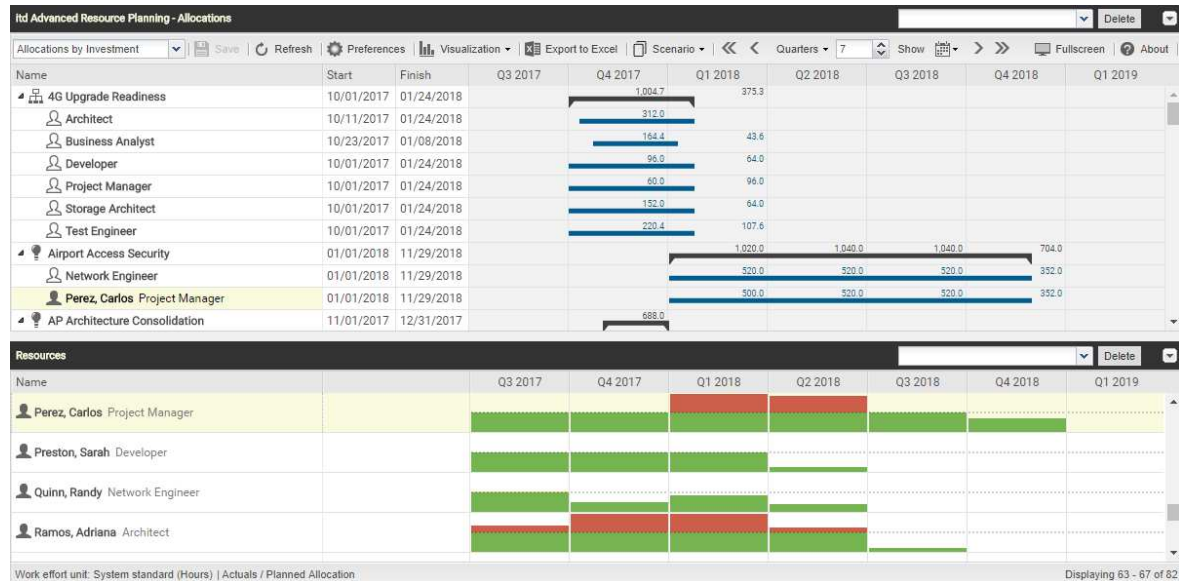 itd Advanced Resource Planning - Allocations Delete
Allocations by Investment Save Refresh Preferences Visualization Export to Excel Scenario Quarters 7 Show Fullscreen About
Name Start Finish Q3 2017 Q4 2017 Q1 2018 Q2 2018 Q3 2018 Q4 2018 Q1 2019
4G Upgrade Readiness 10/01/2017 01/24/2018 1,004.7 375.3
Architect 10/11/2017 01/24/2018 312.0
Business Analyst 10/23/2017 01/08/2018 164.4 43.6
Developer 10/01/2017 01/24/2018 96.0 64.0
Project Manager 10/01/2017 01/24/2018 60.0 96.0
Storage Architect 10/01/2017 01/24/2018 152.0 64.0
Test Engineer 10/01/2017 01/24/2018 220.4 107.6
Airport Access Security 01/01/2018 11/29/2018 1,020.0 1,040.0 1,040.0 704.0
Network Engineer 01/01/2018 11/29/2018 520.0 520.0 520.0 352.0
Perez, Carlos Project Manager 01/01/2018 11/29/2018 500.0 520.0 520.0 352.0
AP Architecture Consolidation 11/01/2017 12/31/2017 688.0
Resources Delete
Name Q3 2017 Q4 2017 Q1 2018 Q2 2018 Q3 2018 Q4 2018 Q1 2019
Perez, Carlos Project Manager
Preston, Sarah Developer
Quinn, Randy Network Engineer
Ramos, Adriana Architect
Work effort unit: System standard (Hours) | Actuals / Planned Allocation Displaying 63 - 67 of 82